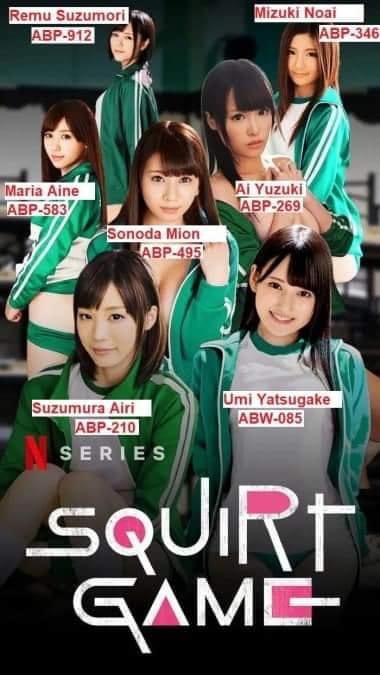 Remu Suzumori
ABP-912
Mizuki Noai
ABP-346
Maria Aine
ABP-583
Ai Yuzuki
ABP-269
Sonoda Mion
ABP-495
Suzumura Airi
ABP-210
Umi Yatsugake
ABW-085
N SERIES
SQUIRT
GAME